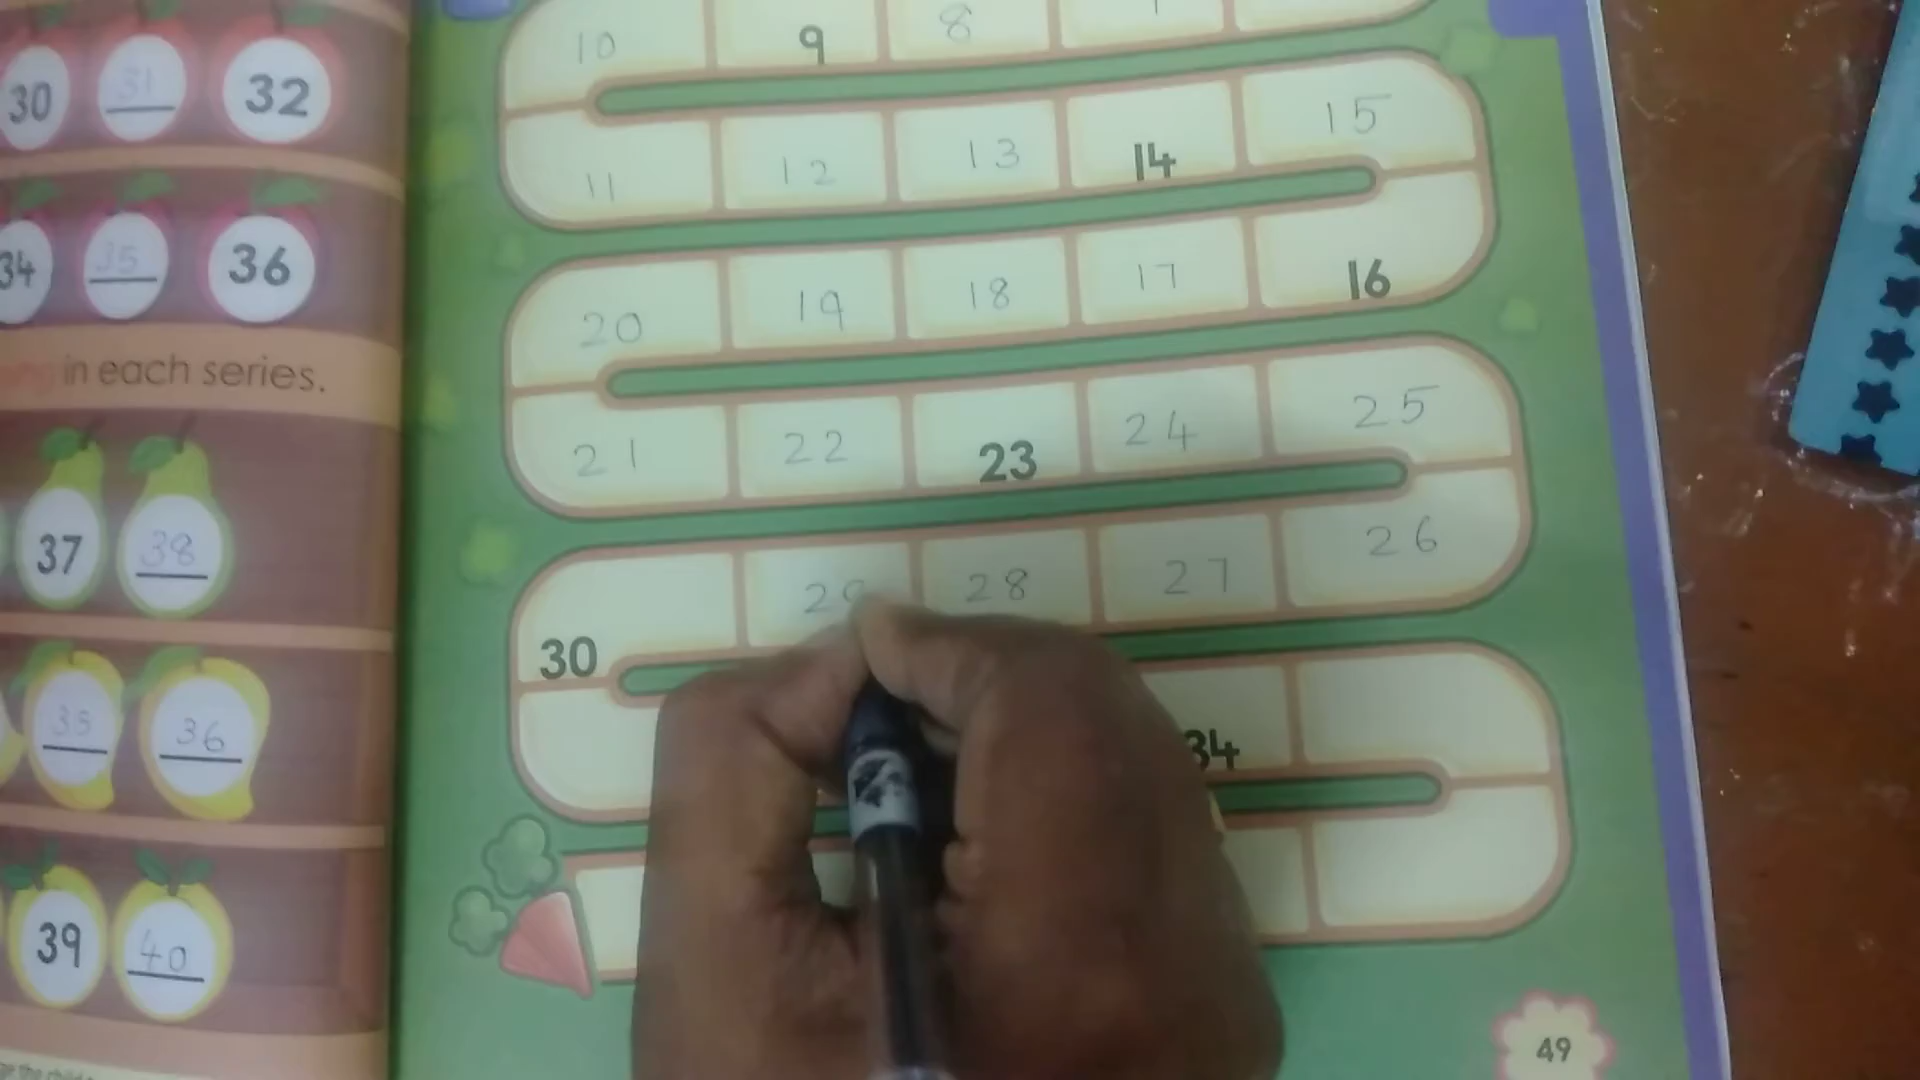 30 31 32
34 35 36
in each series.
37 38
35 36
39 40
10 9 8
11 12 13 14 15
20 19 18 17 16
21 22 23 24 25
29 28 27 26
30
34
49